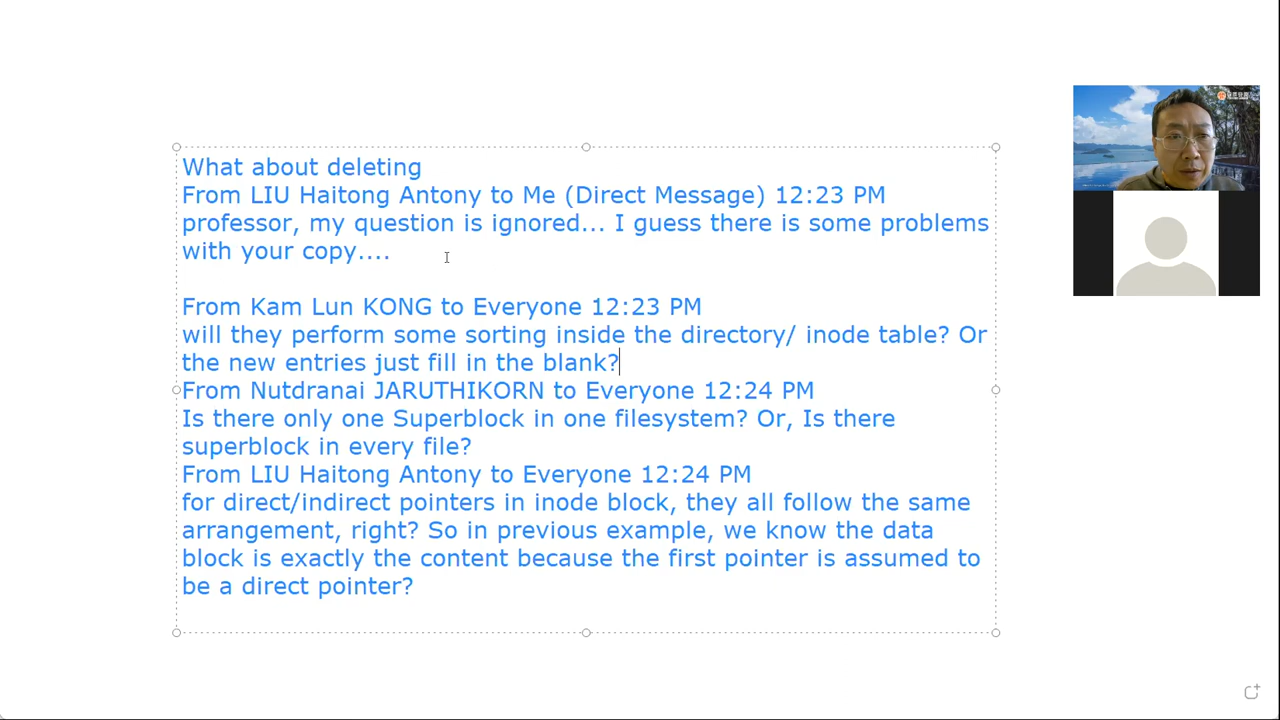 What about deleting
From LIU Haitong Antony to Me (Direct Message) 12:23 PM
professor, my question is ignored... I guess there is some problems
with your copy....
From Kam Lun KONG to Everyone 12:23 PM
will they perform some sorting inside the directory/ inode table? Or
the new entries just fill in the blank?
From Nutdranai JARUTHIKORN to Everyone 12:24 PM
Is there only one Superblock in one filesystem? Or, Is there
superblock in every file?
From LIU Haitong Antony to Everyone 12:24 PM
for direct/indirect pointers in inode block, they all follow the same
arrangement, right? So in previous example, we know the data
block is exactly the content because the first pointer is assumed to
be a direct pointer?